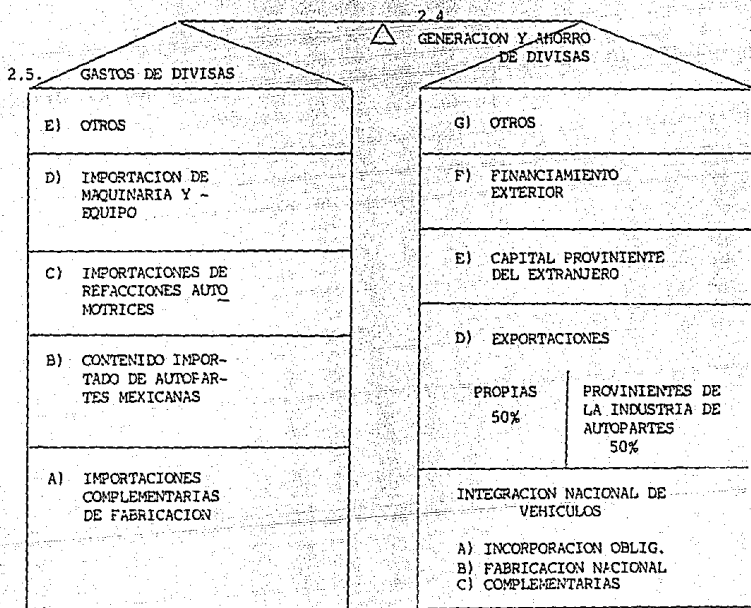 2.4
GENERACION Y AHORRO
DE DIVISAS
2.5. GASTOS DE DIVISAS
E) OTROS
D) IMPORTACION DE
MAQUINARIA Y -
EQUIPO
C) IMPORTACIONES DE
REFACCIONES AUTO
MOTRICES
B) CONTENIDO IMPOR-
TADO DE AUTOPAR-
TES MEXICANAS
A) IMPORTACIONES
COMPLEMENTARIAS
DE FABRICACION
G) OTROS
F) FINANCIAMIENTO
EXTERIOR
E) CAPITAL PROVINIENTE
DEL EXTRANJERO
D) EXPORTACIONES
PROPIAS
50%
PROVINIENTES DE
LA INDUSTRIA DE
AUTOPARTES
50%
INTEGRACION NACIONAL DE
VEHICULOS
A) INCORPORACION OBLIG.
B) FABRICACION NACIONAL
C) COMPLEMENTARIAS